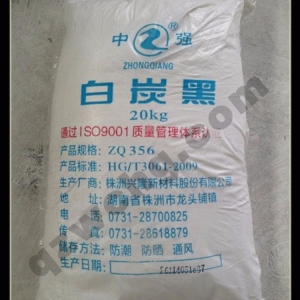 中 ® 强
ZHONGQIANG
白炭黑
20kg
通过ISO9001质量管理体系认证
产品规格: ZQ356
产品标准: HG/T3061-2009
生产厂商: 株洲兴隆新材料股份有限公司
地址: 湖南省株洲市龙头铺镇
电话: 0731-28700825
传真: 0731-28618879
储存方法: 防潮 防晒 通风
生产日期: